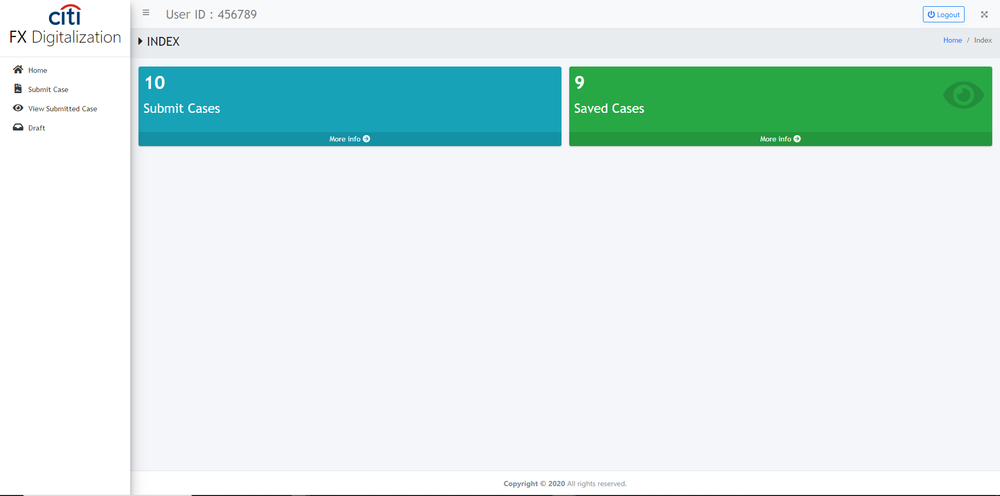 citi
FX Digitalization
Home
Submit Case
View Submitted Case
Draft
User ID : 456789
Logout
INDEX
Home / Index
10
Submit Cases
More info
9
Saved Cases
More info
Copyright © 2020 All rights reserved.